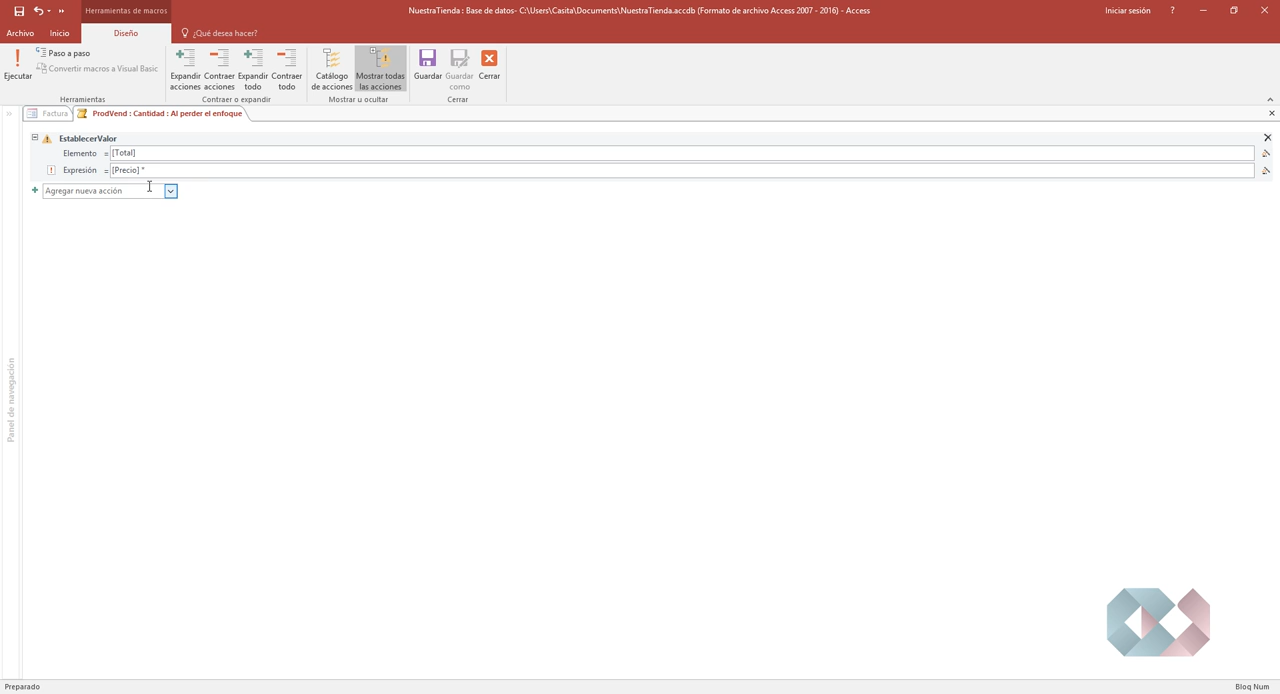 Herramientas de macros
NuestraTienda : Base de datos- C:\Users\Casita\Documents\NuestraTienda.accdb (Formato de archivo Access 2007 - 2016) - Access
Iniciar sesión
?
Archivo
Inicio
Diseño
¿Qué desea hacer?
Ejecutar
Paso a paso
Convertir macros a Visual Basic
Herramientas
Expandir acciones
Contraer acciones
Expandir todo
Contraer todo
Contraer o expandir
Catálogo de acciones
Mostrar todas las acciones
Mostrar u ocultar
Guardar
Guardar como
Cerrar
Cerrar
Factura
ProdVend : Cantidad : Al perder el enfoque
EstablecerValor
Elemento = [Total]
Expresión = [Precio] *
Agregar nueva acción
Panel de navegación
Preparado
Bloq Num